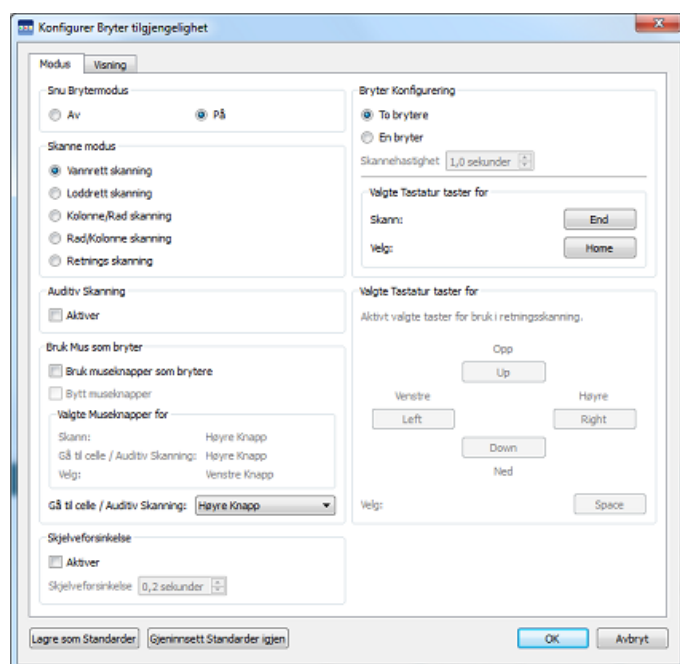 Konfigurer Bryter tilgjengelighet
Modus
Visning
Snu Brytermodus
Av
På
Skanne modus
Vannrett skanning
Loddrett skanning
Kolonne/Rad skanning
Rad/Kolonne skanning
Retnings skanning
Auditiv Skanning
Aktiver
Bruk Mus som bryter
Bruk museknapper som brytere
Bytt museknapper
Valgte Museknapper for
Skann: Høyre Knapp
Gå til celle / Auditiv Skanning: Høyre Knapp
Velg: Venstre Knapp
Gå til celle / Auditiv Skanning: Høyre Knapp
Skjelveforsinkelse
Aktiver
Skjelveforsinkelse 0,2 sekunder
Bryter Konfigurering
To brytere
En bryter
Skannehastighet 1,0 sekunder
Valgte Tastatur taster for
Skann: End
Velg: Home
Valgte Tastatur taster for
Aktivt valgte taster for bruk i retningsskanning.
Opp
Up
Venstre Høyre
Left Right
Down
Ned
Velg: Space
Lagre som Standarder
Gjeninnsett Standarder igjen
OK
Avbryt